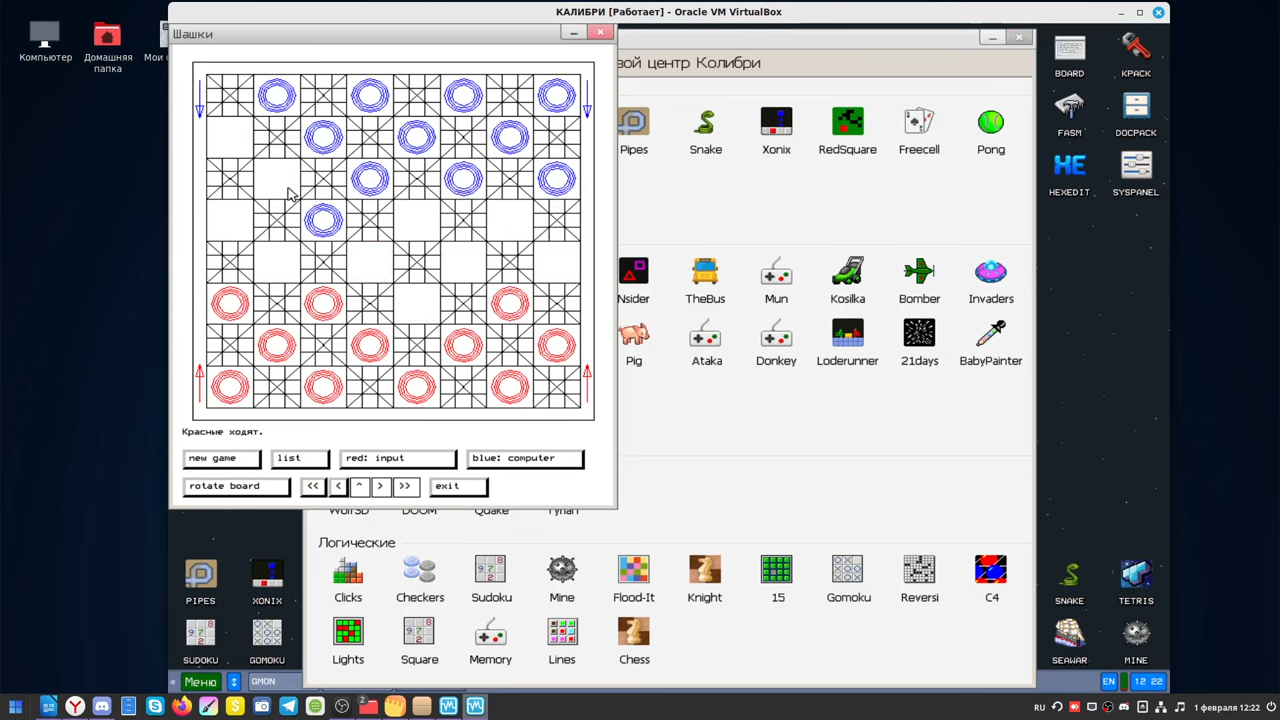 КАЛИБРИ [Работает] - Oracle VM VirtualBox
Компьютер
Домашняя папка
Мои
Шашки
вой центр Колибри
BOARD
KPACK
FASM
DOCPACK
HEXEDIT
SYSPANEL
Pipes
Snake
Xonix
RedSquare
Freecell
Pong
Nsider
TheBus
Mun
Kosilka
Bomber
Invaders
Pig
Ataka
Donkey
Loderunner
21days
BabyPainter
Красные ходят.
new game
list
red: input
blue: computer
rotate board
<<
<
^
>
>>
exit
Wolf3D
DOOM
Quake
Tyrian
Логические
Clicks
Checkers
Sudoku
Mine
Flood-It
Knight
15
Gomoku
Reversi
C4
Lights
Square
Memory
Lines
Chess
PIPES
XONIX
SUDOKU
GOMOKU
SNAKE
TETRIS
SEAWAR
MINE
Меню
GMON
EN
12 22
2
RU
1 февраля 12:22